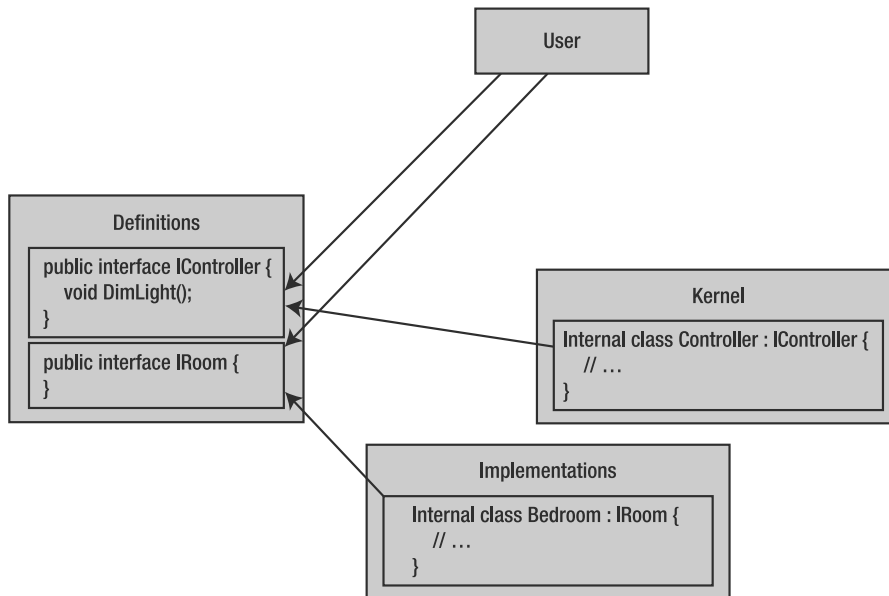 User
Definitions
public interface IController {
void DimLight();
}
public interface IRoom {
}
Kernel
Internal class Controller : IController {
// ...
}
Implementations
Internal class Bedroom : IRoom {
// ...
}